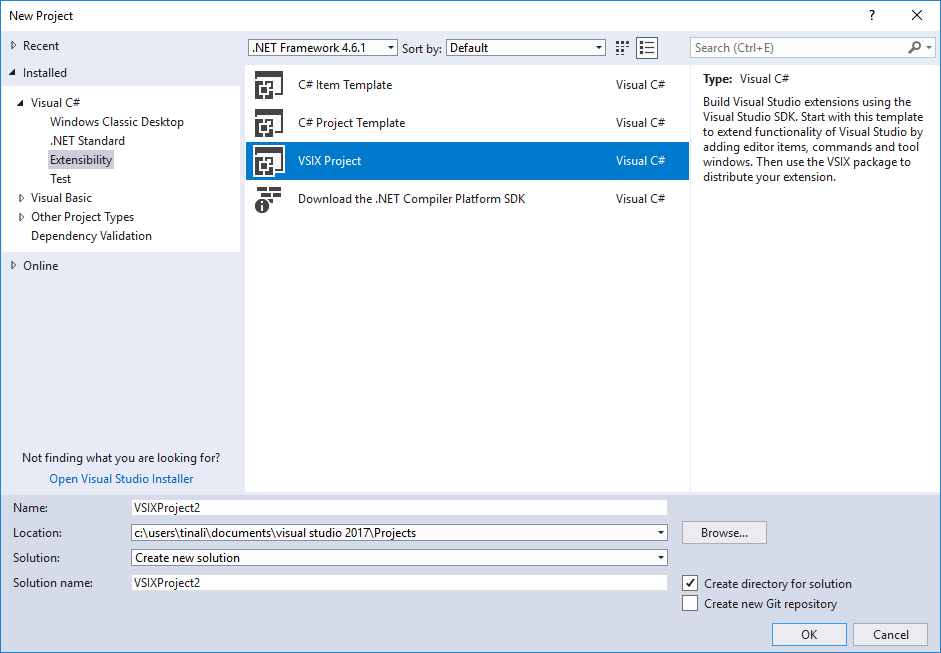 New Project
?
Recent
.NET Framework 4.6.1
Sort by:
Default
Search (Ctrl+E)
Installed
Visual C#
Windows Classic Desktop
.NET Standard
Extensibility
Test
Visual Basic
Other Project Types
Dependency Validation
Online
Not finding what you are looking for?
Open Visual Studio Installer
C# Item Template Visual C#
C# Project Template Visual C#
VSIX Project Visual C#
Download the .NET Compiler Platform SDK Visual C#
Type: Visual C#
Build Visual Studio extensions using the
Visual Studio SDK. Start with this template
to extend functionality of Visual Studio by
adding editor items, commands and tool
windows. Then use the VSIX package to
distribute your extension.
Name: VSIXProject2
Location: c:\users\tinali\documents\visual studio 2017\Projects
Browse...
Solution: Create new solution
Solution name: VSIXProject2
Create directory for solution
Create new Git repository
OK
Cancel